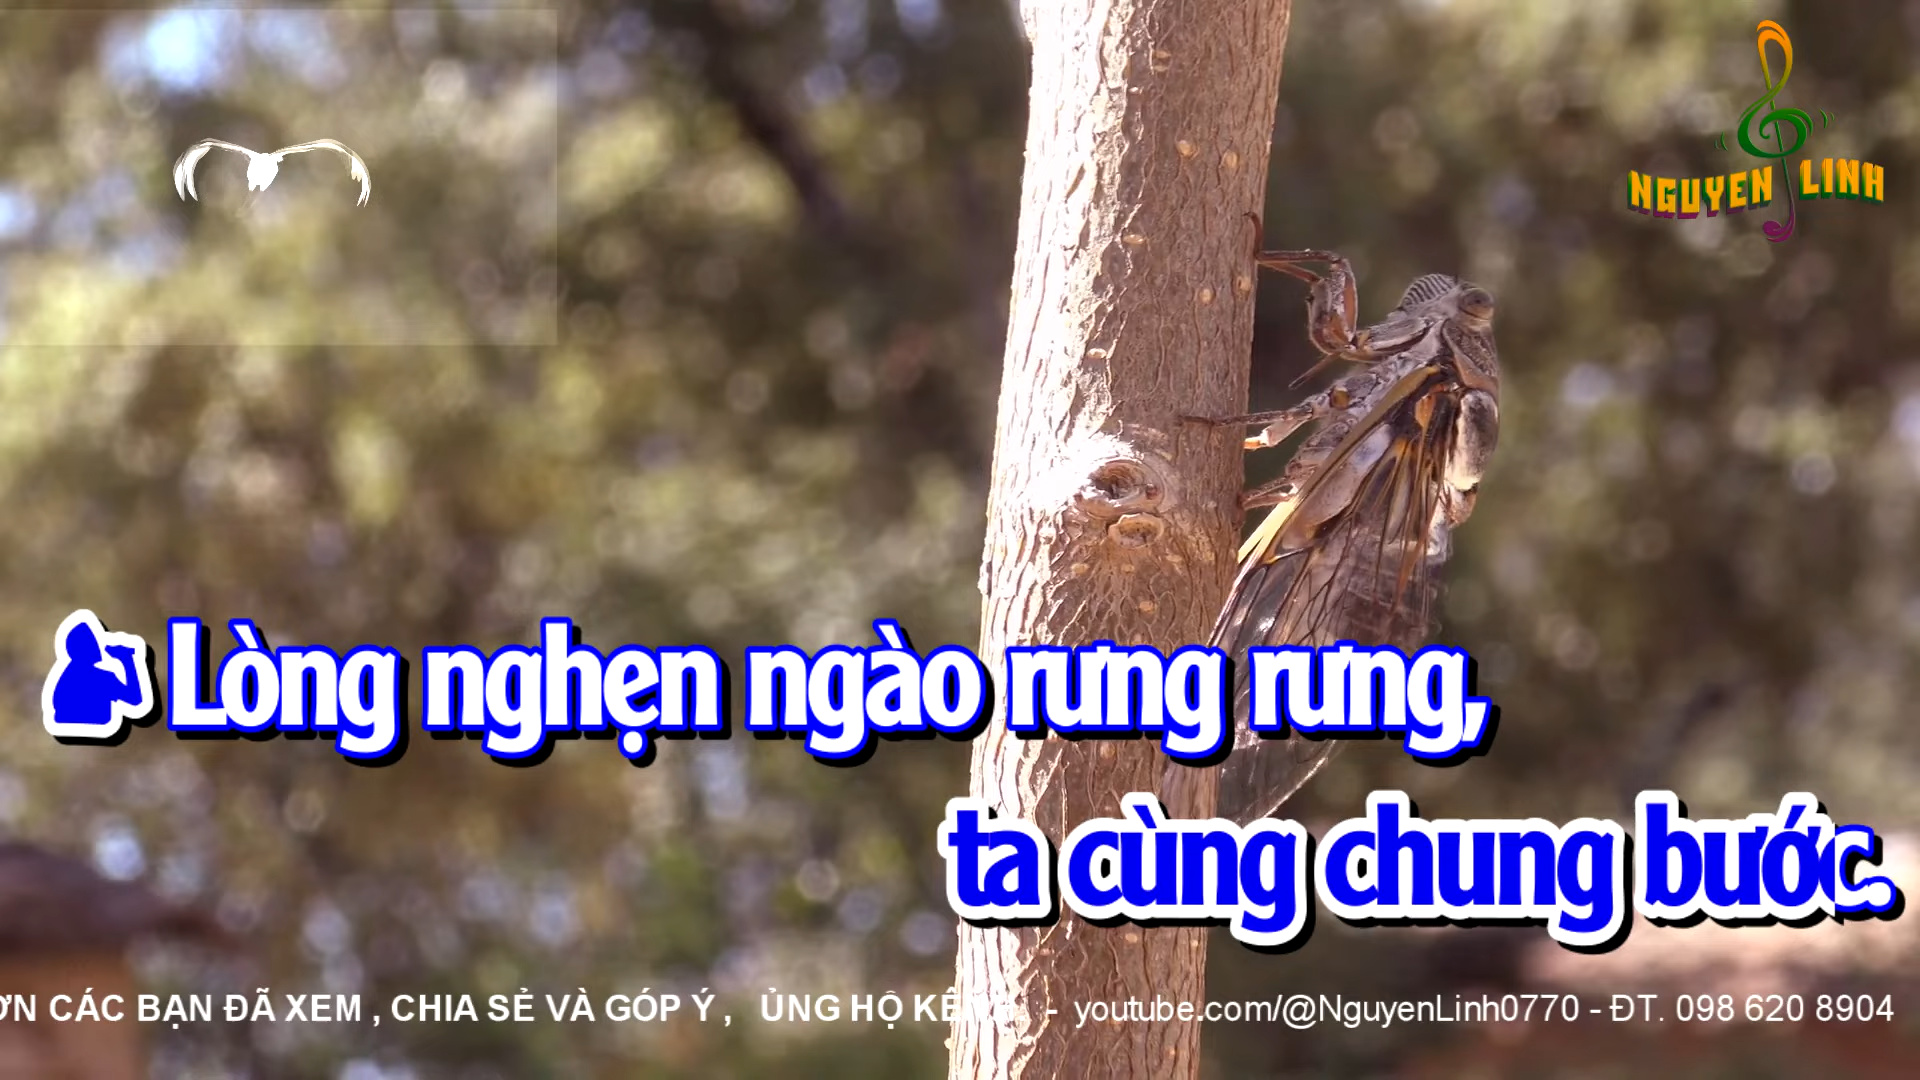 NGUYEN LINH
Lòng nghẹn ngào rưng rưng,
ta cùng chung bước.
CÁC BẠN ĐÃ XEM , CHIA SẺ VÀ GÓP Ý , ỦNG HỘ - youtube.com/@NguyenLinh0770 - ĐT. 098 620 8904